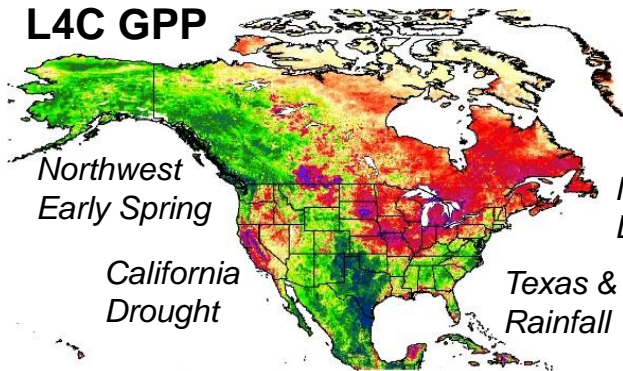 L4C GPP
Northwest
Early Spring
California
Drought
Texas &
Rainfall